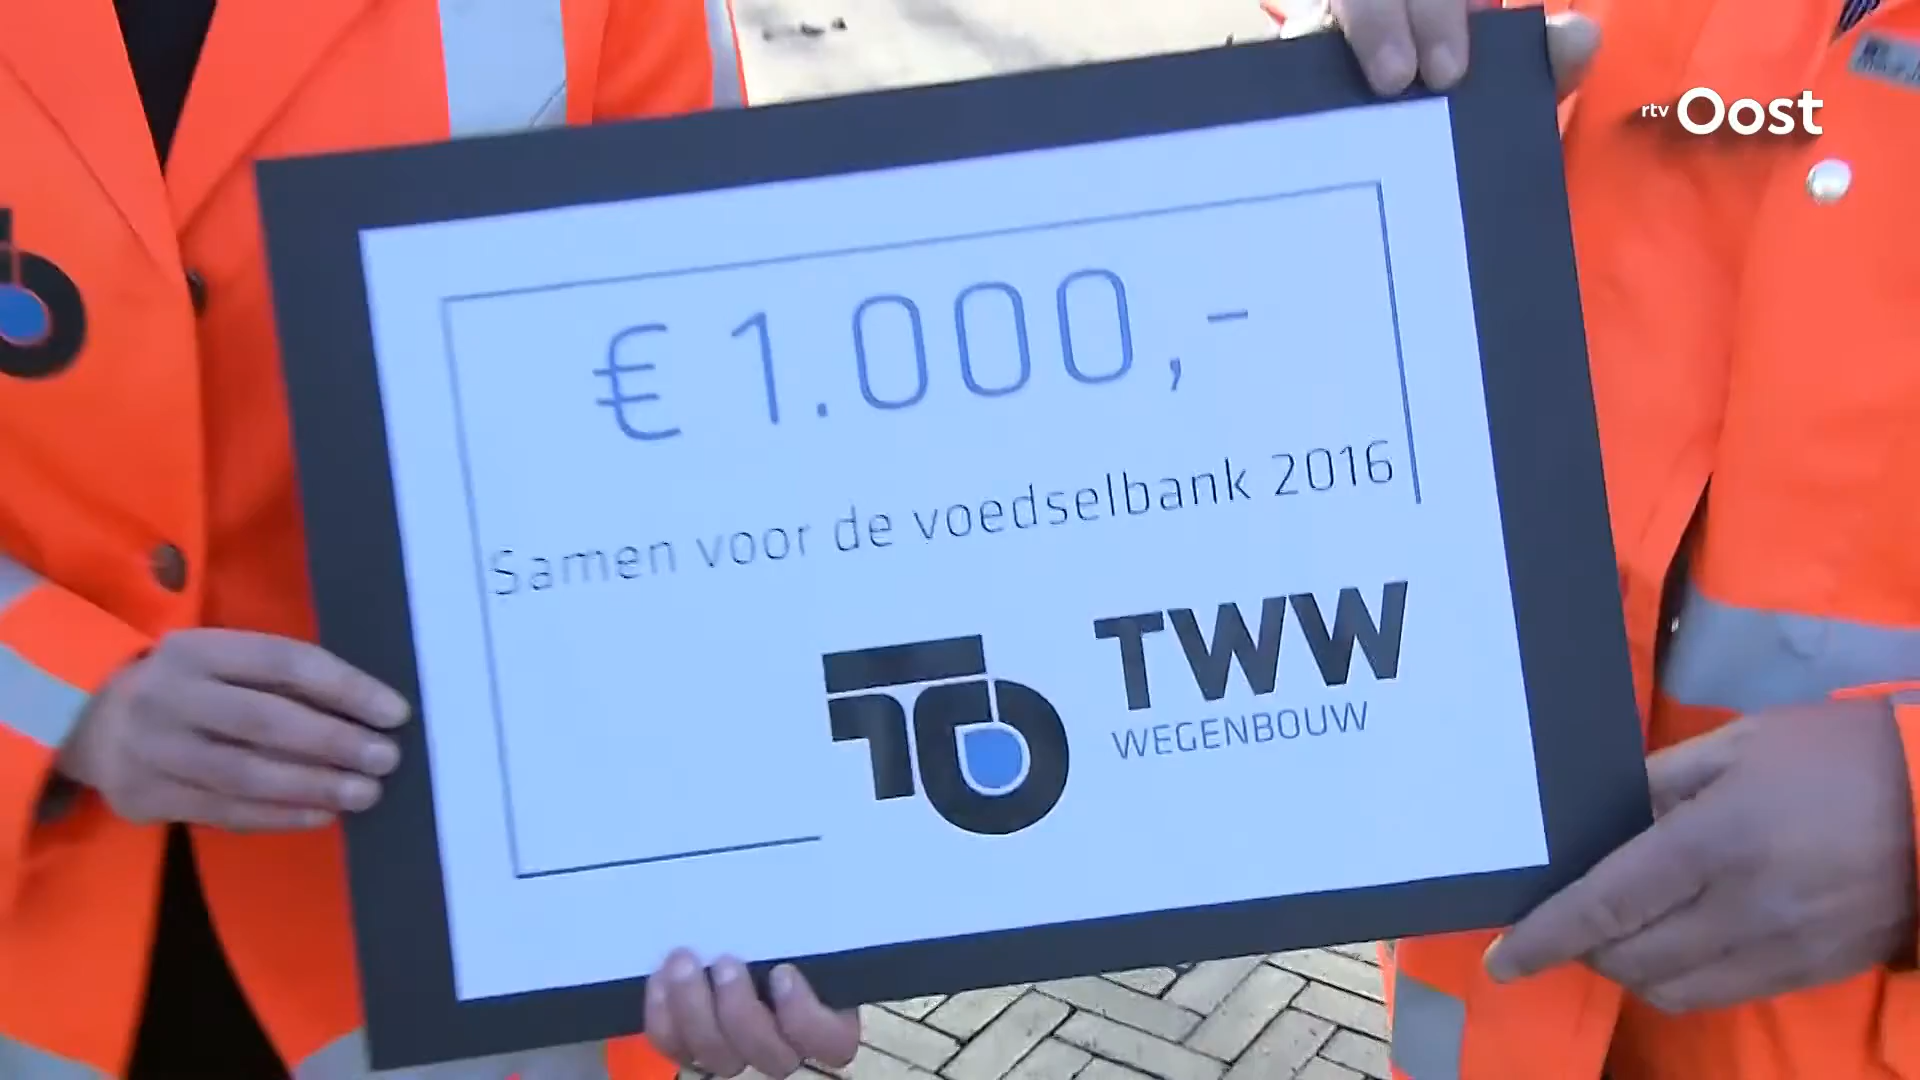 rtv Oost
€ 1.000,-
Samen voor de voedselbank 2016
TWW
WEGENBOUW